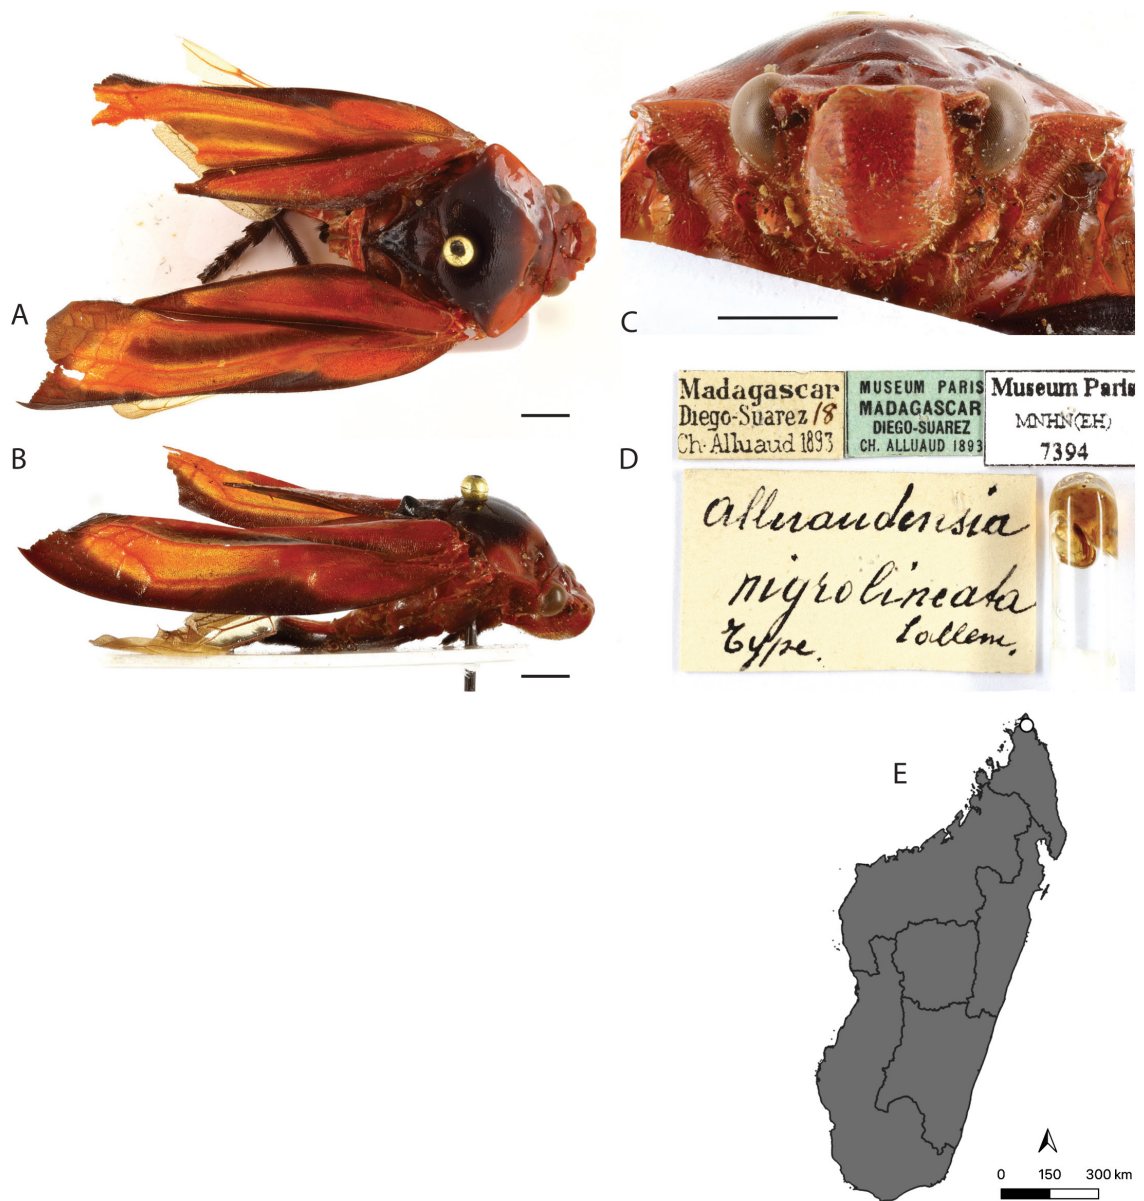 A
B
C
Madagascar
Diego-Suarez 18
Ch. Alluaud 1893
MUSEUM PARIS
MADAGASCAR
DIEGO-SUAREZ
CH. ALLUAUD 1893
Museum Paris
MNHN(EH)
7394
D
Alluaudensia
nigrolineata
Type. Lallem.
E
0 150 300 km